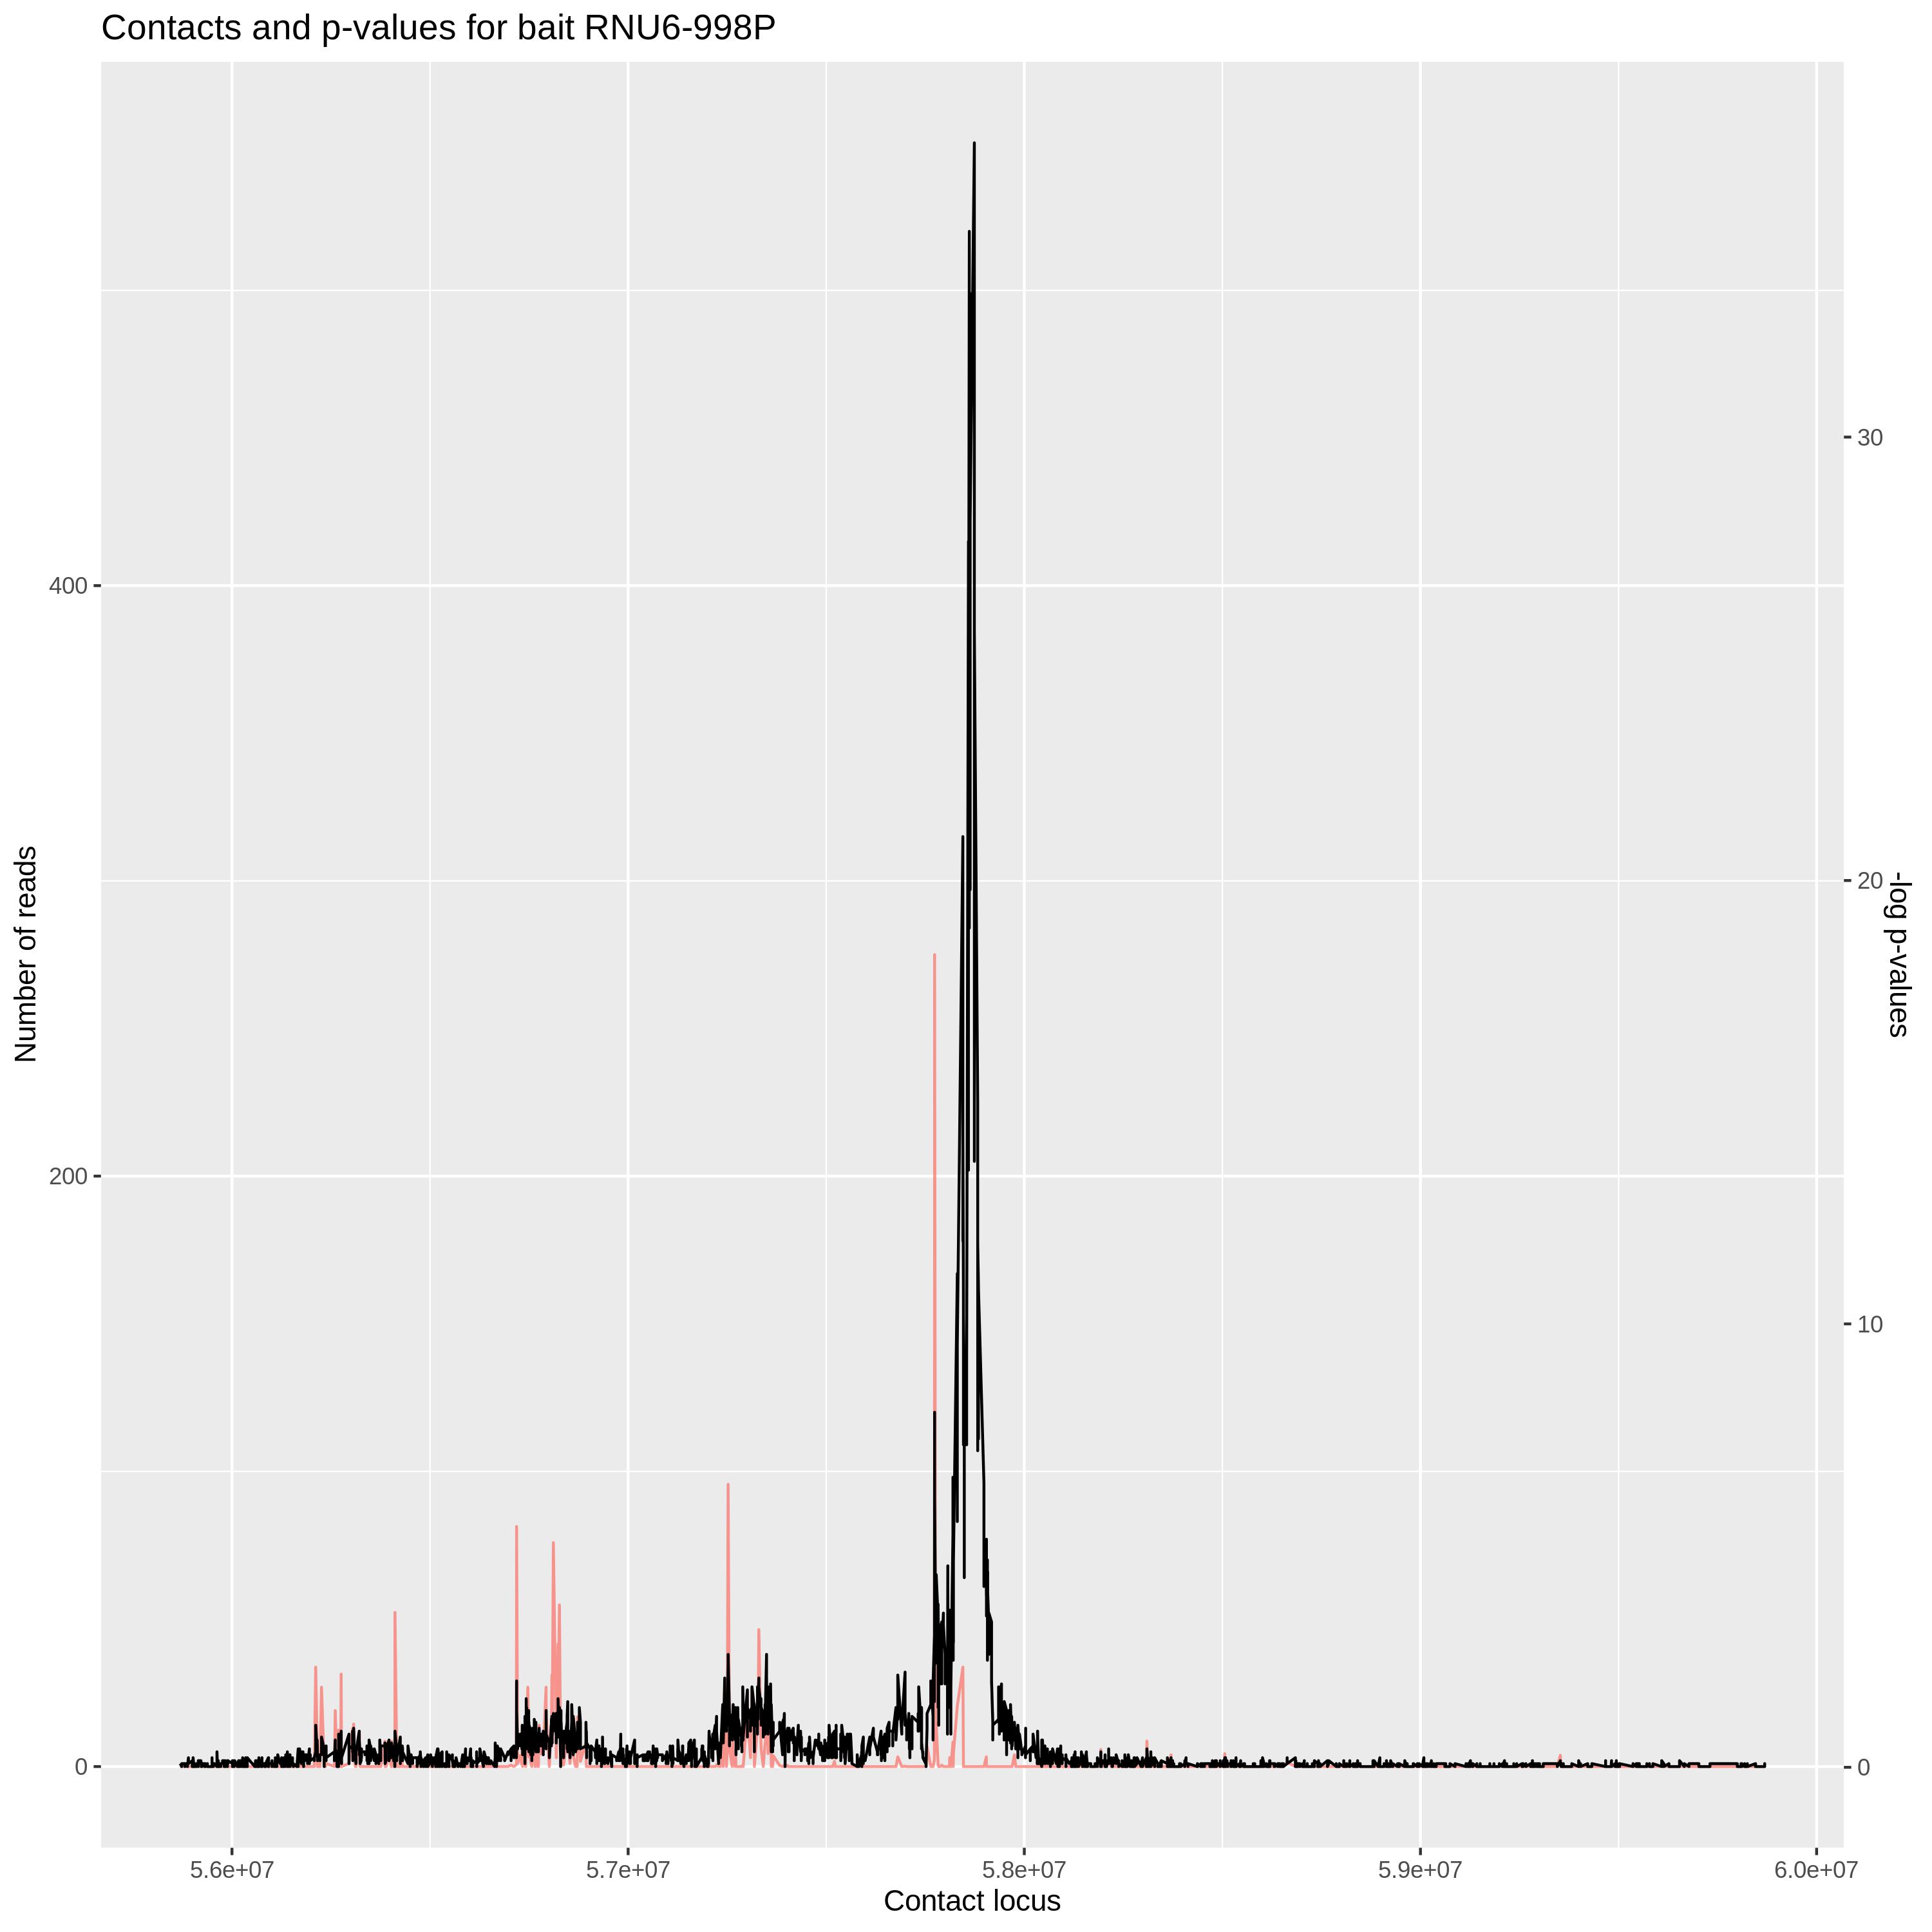 Contacts and p-values for bait RNU6-998P
Number of reads
400
200
0
30
20
10
0
-log p-values
5.6e+07 5.7e+07 5.8e+07 5.9e+07 6.0e+07
Contact locus